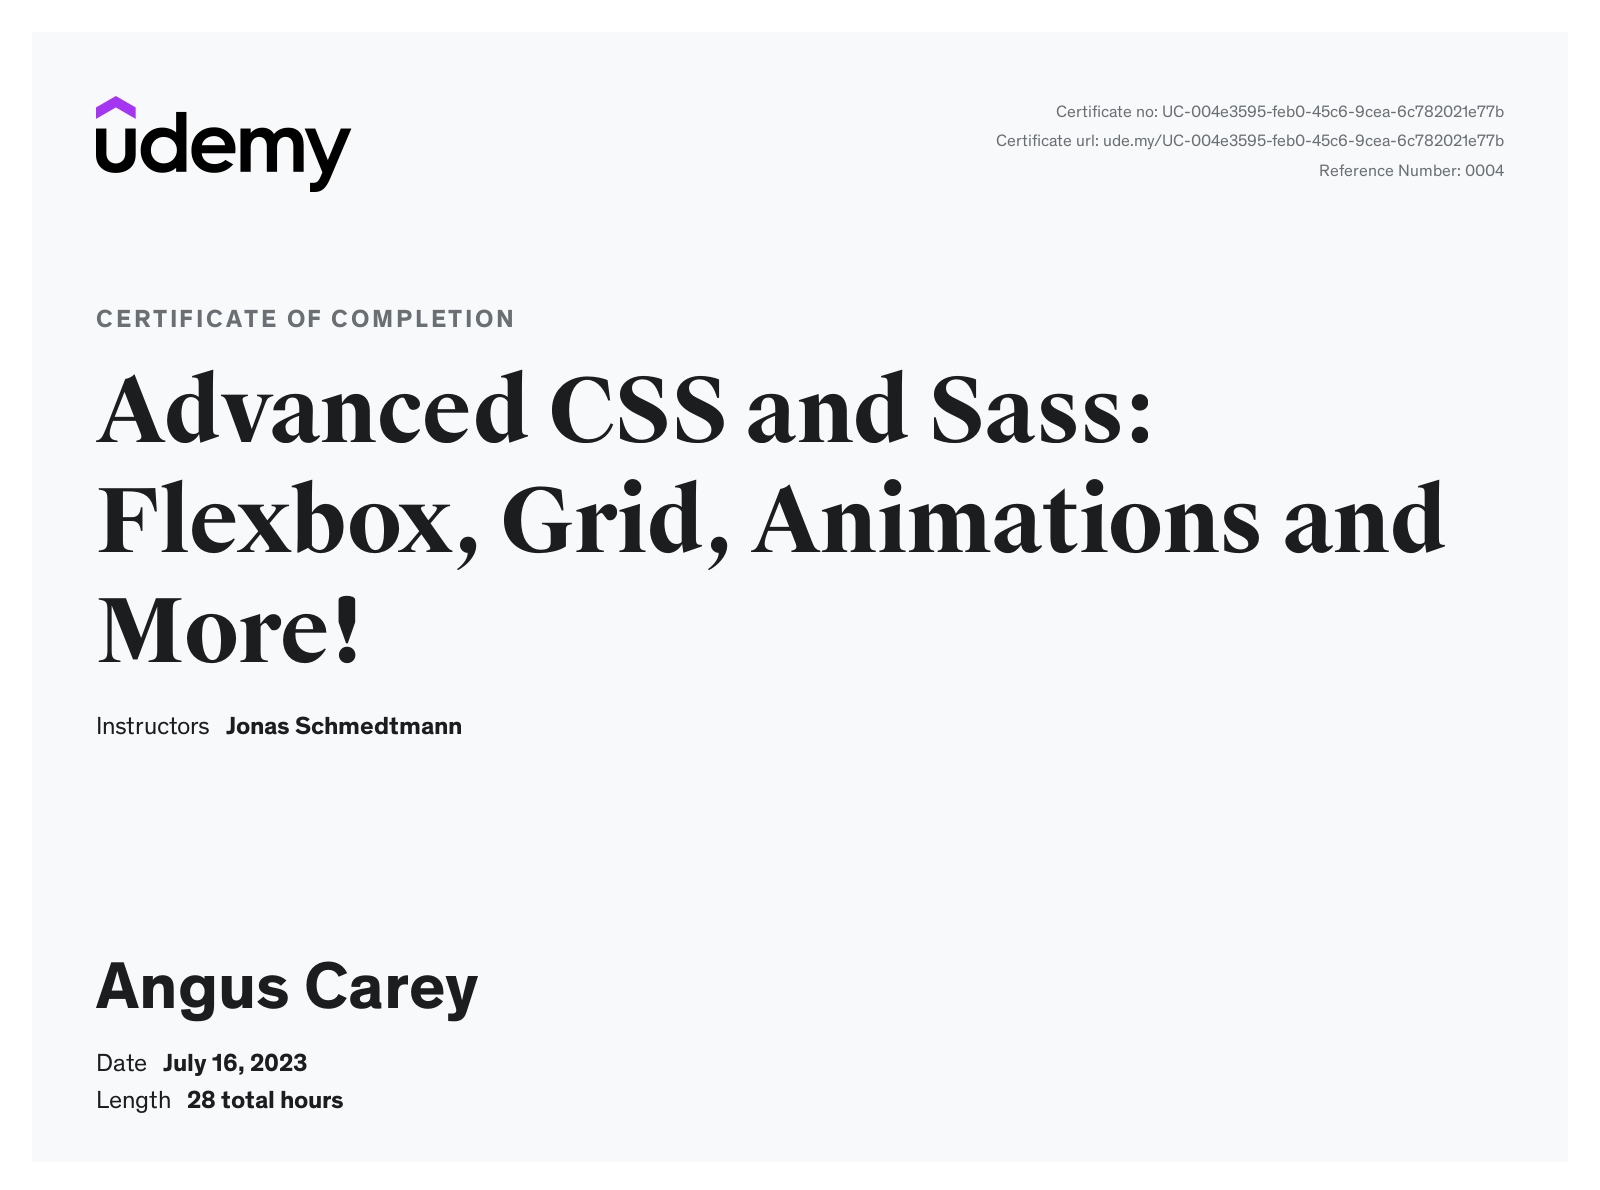 udemy
Certificate no: UC-004e3595-feb0-45c6-9cea-6c782021e77b
Certificate url: ude.my/UC-004e3595-feb0-45c6-9cea-6c782021e77b
Reference Number: 0004
CERTIFICATE OF COMPLETION
Advanced CSS and Sass:
Flexbox, Grid, Animations and
More!
Instructors Jonas Schmedtmann
Angus Carey
Date July 16, 2023
Length 28 total hours